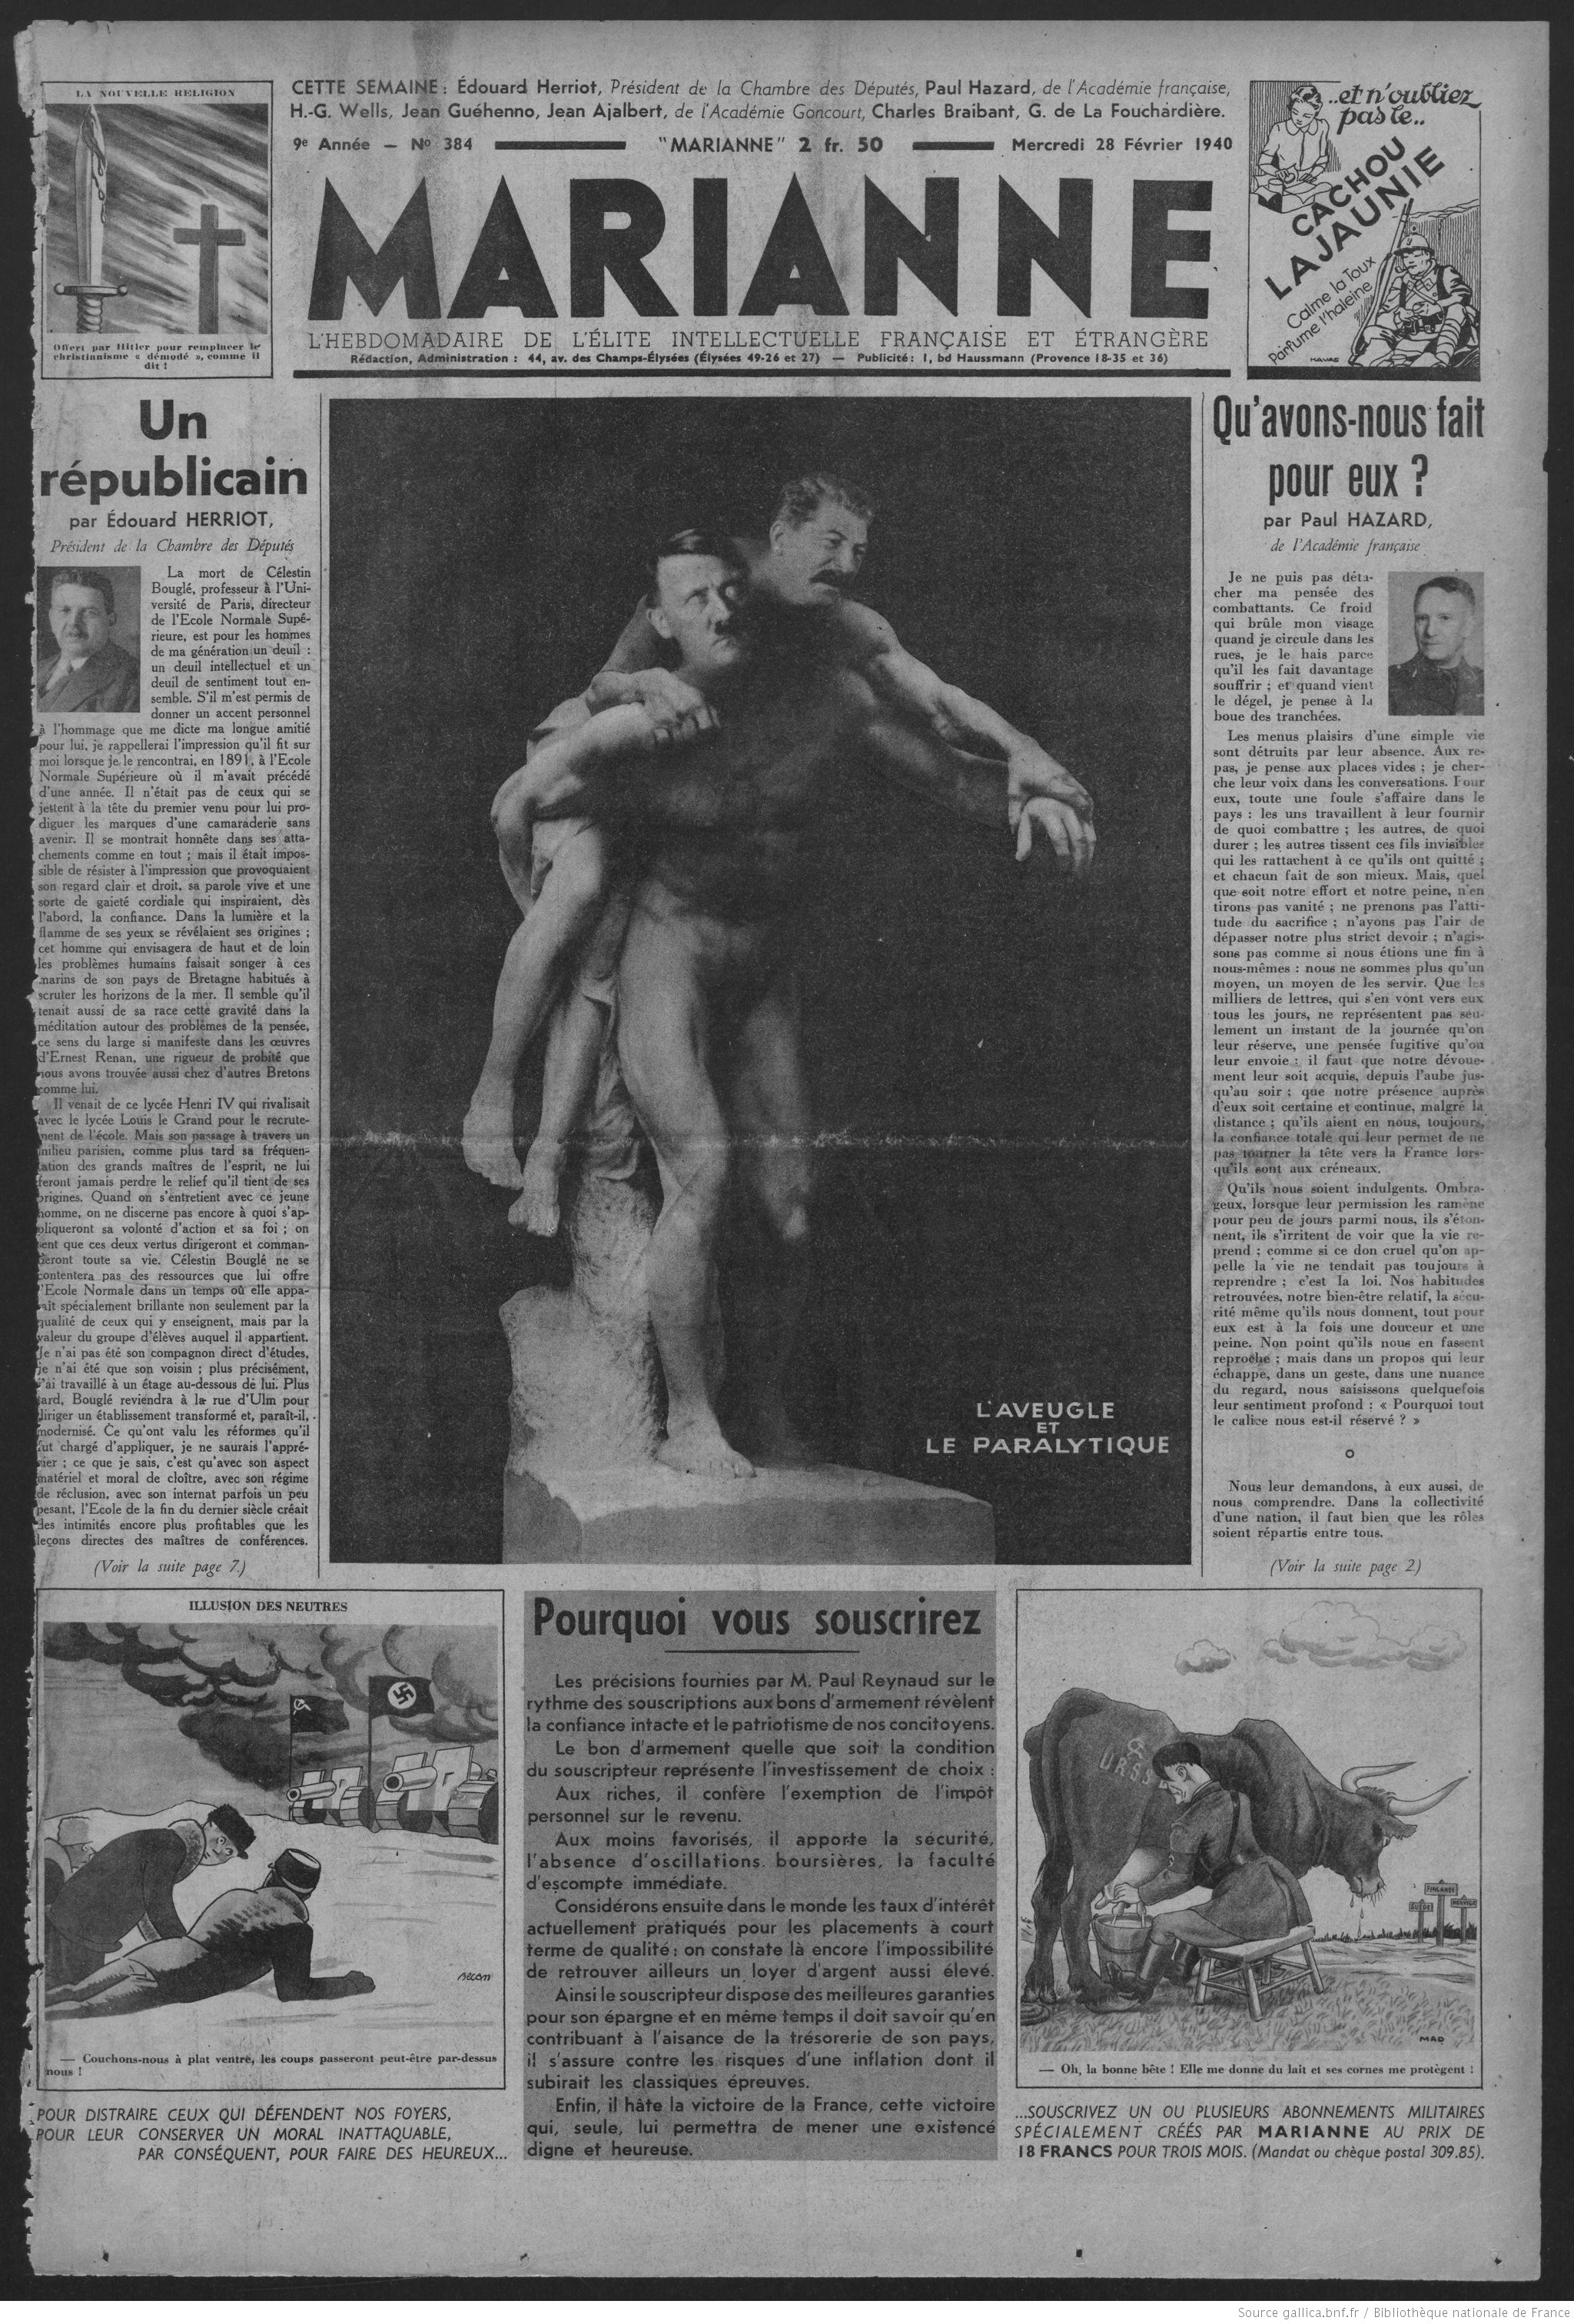 LA NOUVELLE RELIGION
Offert par Hitler pour remplacer le
christianisme « démodé », comme il
dit !
CETTE SEMAINE : Édouard Herriot, Président de la Chambre des Députés, Paul Hazard, de l'Académie française,
H.-G. Wells, Jean Guéhenno, Jean Ajalbert, de l'Académie Goncourt, Charles Braibant, G. de La Fouchardière.
9e Année — No 384
"MARIANNE" 2 fr. 50
Mercredi 28 Février 1940
MARIANNE
L'HEBDOMADAIRE DE L'ÉLITE INTELLECTUELLE FRANÇAISE ET ÉTRANGÈRE
Rédaction, Administration : 44, av. des Champs-Élysées (Élysées 49-26 et 27) — Publicité : 1, bd Haussmann (Provence 18-35 et 36)
..et n'oubliez
pas le..
CACHOU
LAJAUNIE
Calme la Toux
Parfume l'haleine
HAVAS
Un
républicain
par Édouard HERRIOT,
Président de la Chambre des Députés
La mort de Célestin
Bouglé, professeur à l'Uni-
versité de Paris, directeur
de l'Ecole Normale Supé-
rieure, est pour les hommes
de ma génération un deuil :
un deuil intellectuel et un
deuil de sentiment tout en-
semble. S'il m'est permis de
donner un accent personnel
à l'hommage que me dicte ma longue amitié
pour lui, je rappellerai l'impression qu'il fit sur
moi lorsque je le rencontrai, en 1891, à l'Ecole
Normale Supérieure où il m'avait précédé
d'une année. Il n'était pas de ceux qui se
jettent à la tête du premier venu pour lui pro-
diguer les marques d'une camaraderie sans
avenir. Il se montrait honnête dans ses atta-
chements comme en tout ; mais il était impos-
sible de résister à l'impression que provoquaient
son regard clair et droit, sa parole vive et une
sorte de gaieté cordiale qui inspiraient, dès
l'abord, la confiance. Dans la lumière et la
flamme de ses yeux se révélaient ses origines ;
cet homme qui envisagera de haut et de loin
les problèmes humains faisait songer à ces
marins de son pays de Bretagne habitués à
scruter les horizons de la mer. Il semble qu'il
tenait aussi de sa race cette gravité dans la
méditation autour des problèmes de la pensée,
ce sens du large si manifeste dans les œuvres
d'Ernest Renan, une rigueur de probité que
nous avons trouvée aussi chez d'autres Bretons
comme lui.
Il venait de ce lycée Henri IV qui rivalisait
avec le lycée Louis le Grand pour le recrute-
ment de l'école. Mais son passage à travers un
milieu parisien, comme plus tard sa fréquen-
tation des grands maîtres de l'esprit, ne lui
feront jamais perdre le relief qu'il tient de ses
origines. Quand on s'entretient avec ce jeune
homme, on ne discerne pas encore à quoi s'ap-
pliqueront sa volonté d'action et sa foi ; on
sent que ces deux vertus dirigeront et comman-
deront toute sa vie. Célestin Bouglé ne se
contentera pas des ressources que lui offre
l'Ecole Normale dans un temps où elle appa-
raît spécialement brillante non seulement par la
qualité de ceux qui y enseignent, mais par la
valeur du groupe d'élèves auquel il appartient.
Je n'ai pas été son compagnon direct d'études,
je n'ai été que son voisin ; plus précisément,
j'ai travaillé à un étage au-dessous de lui. Plus
tard, Bouglé reviendra à la rue d'Ulm pour
diriger un établissement transformé et, paraît-il,
modernisé. Ce qu'ont valu les réformes qu'il
fut chargé d'appliquer, je ne saurais l'appré-
cier ; ce que je sais, c'est qu'avec son aspect
matériel et moral de cloître, avec son régime
de réclusion, avec son internat parfois un peu
pesant, l'Ecole de la fin du dernier siècle créait
des intimités encore plus profitables que les
leçons directes des maîtres de conférences.
(Voir la suite page 7.)
L'AVEUGLE
ET
LE PARALYTIQUE
Qu'avons-nous fait
pour eux ?
par Paul HAZARD,
de l'Académie française
Je ne puis pas déta-
cher ma pensée des
combattants. Ce froid
qui brûle mon visage
quand je circule dans les
rues, je le hais parce
qu'il les fait davantage
souffrir ; et quand vient
le dégel, je pense à la
boue des tranchées.
Les menus plaisirs d'une simple vie
sont détruits par leur absence. Aux re-
pas, je pense aux places vides ; je cher-
che leur voix dans les conversations. Pour
eux, toute une foule s'affaire dans le
pays : les uns travaillent à leur fournir
de quoi combattre ; les autres, de quoi
durer ; les autres tissent ces fils invisibles
qui les rattachent à ce qu'ils ont quitté ;
et chacun fait de son mieux. Mais, quel
que soit notre effort et notre peine, n'en
tirons pas vanité ; ne prenons pas l'atti-
tude du sacrifice ; n'ayons pas l'air de
dépasser notre plus strict devoir ; n'agis-
sons pas comme si nous étions une fin à
nous-mêmes : nous ne sommes plus qu'un
moyen, un moyen de les servir. Que les
milliers de lettres, qui s'en vont vers eux
tous les jours, ne représentent pas seu-
lement un instant de la journée qu'on
leur réserve, une pensée fugitive qu'on
leur envoie : il faut que notre dévoue-
ment leur soit acquis, depuis l'aube jus-
qu'au soir ; que notre présence auprès
d'eux soit certaine et continue, malgré la
distance ; qu'ils aient en nous, toujours,
la confiance totale qui leur permet de ne
pas tourner la tête vers la France lors-
qu'ils sont aux créneaux.
Qu'ils nous soient indulgents. Ombra-
geux, lorsque leur permission les ramène
pour peu de jours parmi nous, ils s'éton-
nent, ils s'irritent de voir que la vie re-
prend ; comme si ce don cruel qu'on ap-
pelle la vie ne tendait pas toujours à
reprendre ; c'est la loi. Nos habitudes
retrouvées, notre bien-être relatif, la sécu-
rité même qu'ils nous donnent, tout pour
eux est à la fois une douceur et une
peine. Non point qu'ils nous en fassent
reproche ; mais dans un propos qui leur
échappe, dans un geste, dans une nuance
du regard, nous saisissons quelquefois
leur sentiment profond : « Pourquoi tout
le calice nous est-il réservé ? »
Nous leur demandons, à eux aussi, de
nous comprendre. Dans la collectivité
d'une nation, il faut bien que les rôles
soient répartis entre tous.
(Voir la suite page 2)
ILLUSION DES NEUTRES
— Couchons-nous à plat ventre, les coups passeront peut-être par-dessus
nous !
POUR DISTRAIRE CEUX QUI DÉFENDENT NOS FOYERS,
POUR LEUR CONSERVER UN MORAL INATTAQUABLE,
PAR CONSÉQUENT, POUR FAIRE DES HEUREUX...
Pourquoi vous souscrirez
Les précisions fournies par M. Paul Reynaud sur le
rythme des souscriptions aux bons d'armement révèlent
la confiance intacte et le patriotisme de nos concitoyens.
Le bon d'armement quelle que soit la condition
du souscripteur représente l'investissement de choix :
Aux riches, il confère l'exemption de l'impôt
personnel sur le revenu.
Aux moins favorisés, il apporte la sécurité,
l'absence d'oscillations. boursières, la faculté
d'escompte immédiate.
Considérons ensuite dans le monde les taux d'intérêt
actuellement pratiqués pour les placements à court
terme de qualité : on constate là encore l'impossibilité
de retrouver ailleurs un loyer d'argent aussi élevé.
Ainsi le souscripteur dispose des meilleures garanties
pour son épargne et en même temps il doit savoir qu'en
contribuant à l'aisance de la trésorerie de son pays,
il s'assure contre les risques d'une inflation dont il
subirait les classiques épreuves.
Enfin, il hâte la victoire de la France, cette victoire
qui, seule, lui permettra de mener une existence
digne et heureuse.
URSS
FINLANDE
SUÈDE
NORVÈGE
MAD
— Oh, la bonne bête ! Elle me donne du lait et ses cornes me protègent !
...SOUSCRIVEZ UN OU PLUSIEURS ABONNEMENTS MILITAIRES
SPÉCIALEMENT CRÉÉS PAR MARIANNE AU PRIX DE
18 FRANCS POUR TROIS MOIS. (Mandat ou chèque postal 309.85).
Source gallica.bnf.fr / Bibliothèque nationale de France